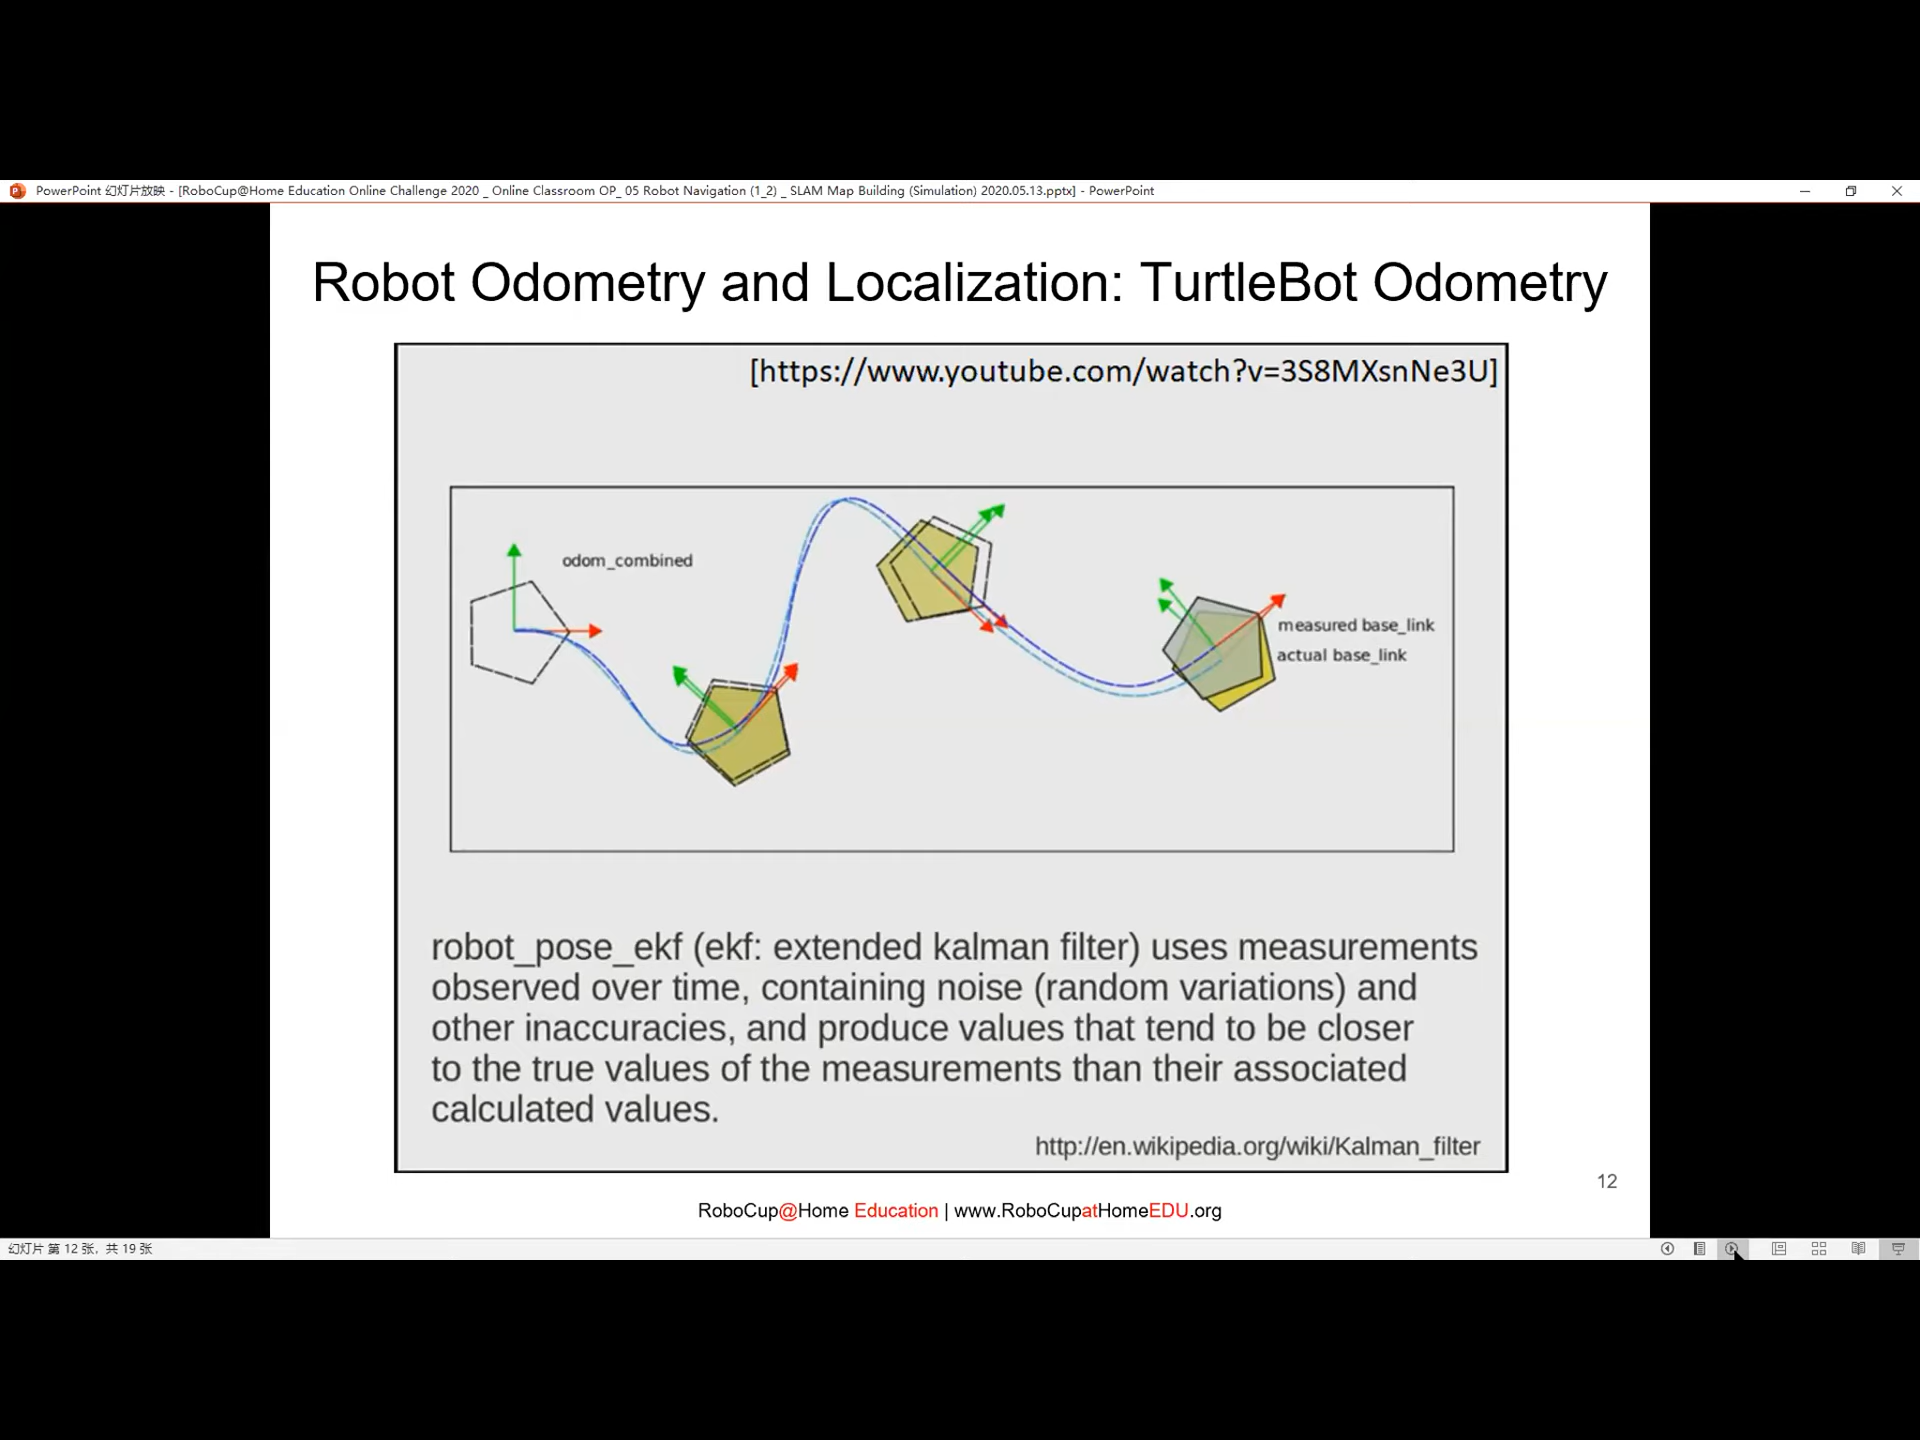 PowerPoint 幻灯片放映 - [RoboCup@Home Education Online Challenge 2020 _ Online Classroom OP_ 05 Robot Navigation (1_2) _ SLAM Map Building (Simulation) 2020.05.13.pptx] - PowerPoint
Robot Odometry and Localization: TurtleBot Odometry
[https://www.youtube.com/watch?v=3S8MXsnNe3U]
odom_combined
measured base_link
actual base_link
robot_pose_ekf (ekf: extended kalman filter) uses measurements
observed over time, containing noise (random variations) and
other inaccuracies, and produce values that tend to be closer
to the true values of the measurements than their associated
calculated values.
http://en.wikipedia.org/wiki/Kalman_filter
12
RoboCup@Home Education | www.RoboCupatHomeEDU.org
幻灯片 第 12 张，共 19 张